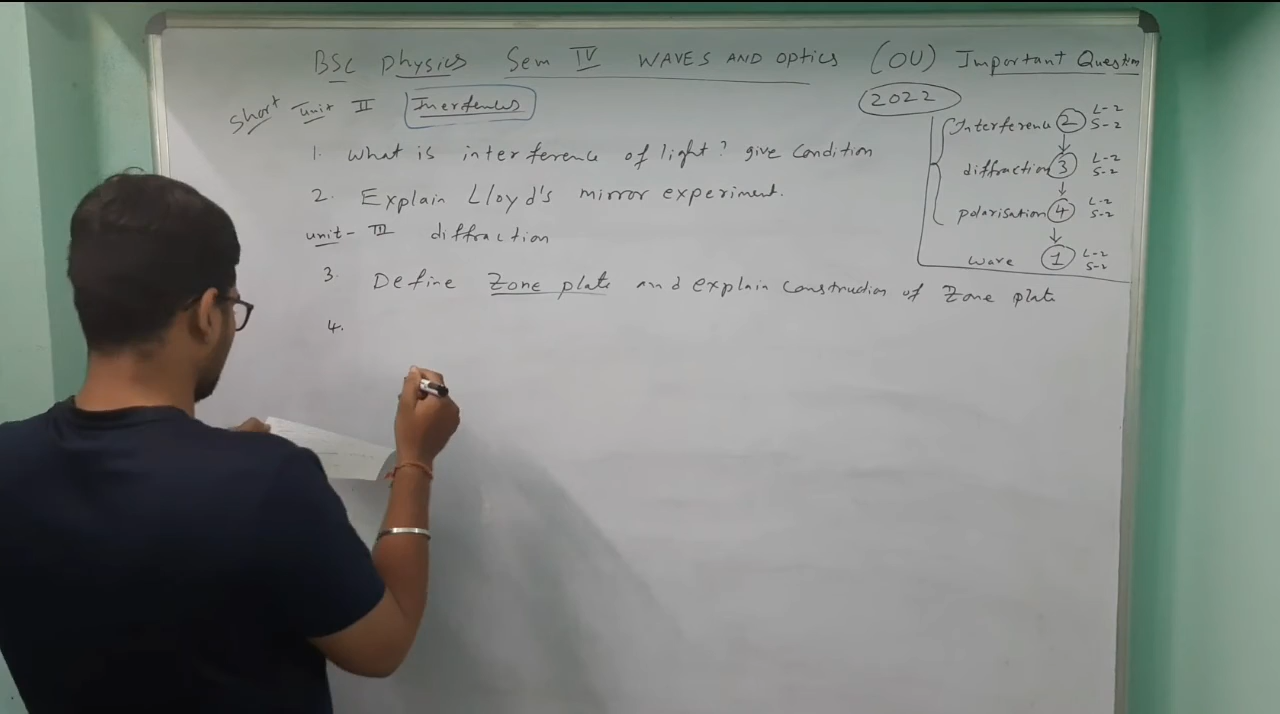 BSC physics Sem IV WAVES AND optics (OU) Important Question
2022
short unit II Inerferences
1. What is interference of light? give Condition
2. Explain Lloyd's mirror experiment.
unit- III diffraction
3. Define Zone plate and explain construction of Zone plate
4.
Interference 2 L-2 S-2
diffraction 3 L-2 S-2
polarisation 4 L-2 S-2
wave 1 L-2 S-2